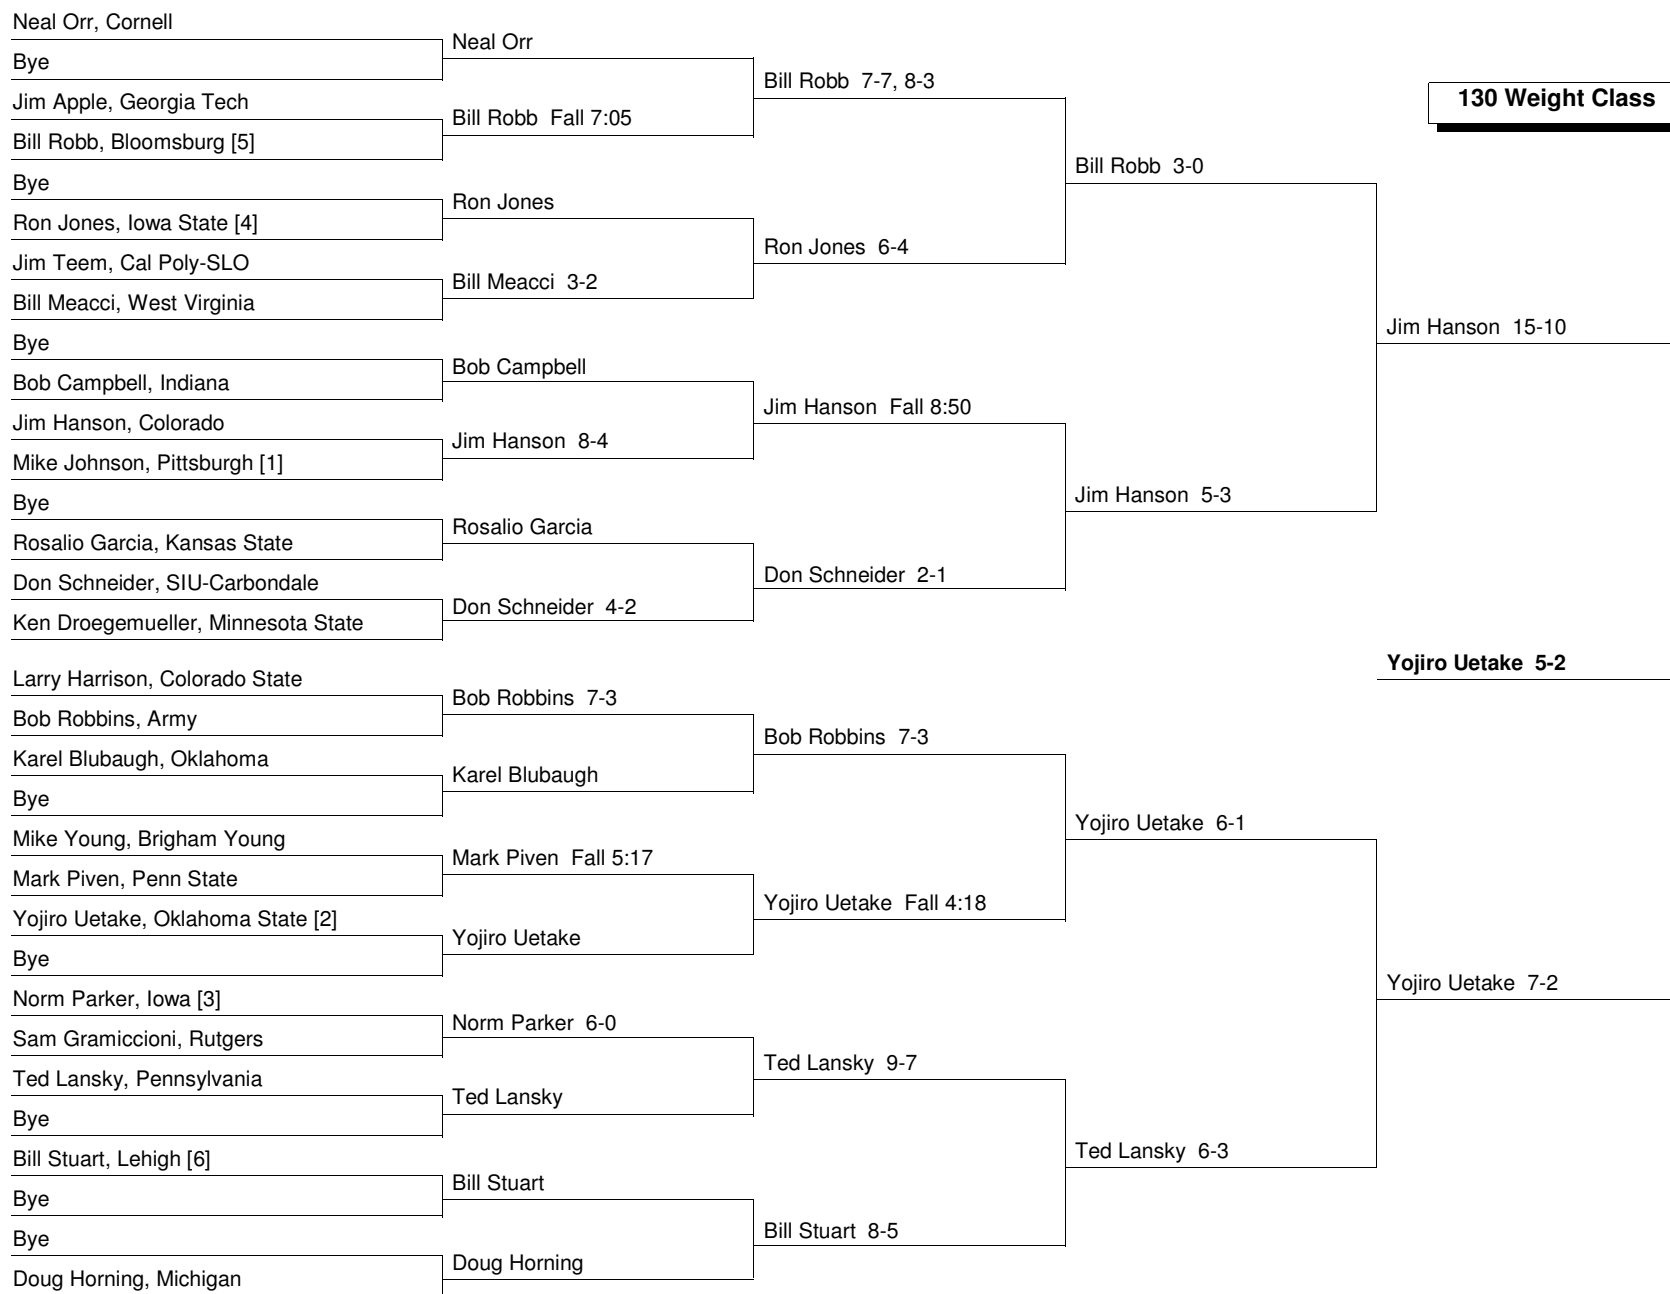 130 Weight Class
Neal Orr, Cornell
Bye
Jim Apple, Georgia Tech
Bill Robb, Bloomsburg [5]
Bye
Ron Jones, Iowa State [4]
Jim Teem, Cal Poly-SLO
Bill Meacci, West Virginia
Bye
Bob Campbell, Indiana
Jim Hanson, Colorado
Mike Johnson, Pittsburgh [1]
Bye
Rosalio Garcia, Kansas State
Don Schneider, SIU-Carbondale
Ken Droegemueller, Minnesota State
Larry Harrison, Colorado State
Bob Robbins, Army
Karel Blubaugh, Oklahoma
Bye
Mike Young, Brigham Young
Mark Piven, Penn State
Yojiro Uetake, Oklahoma State [2]
Bye
Norm Parker, Iowa [3]
Sam Gramiccioni, Rutgers
Ted Lansky, Pennsylvania
Bye
Bill Stuart, Lehigh [6]
Bye
Bye
Doug Horning, Michigan
Neal Orr
Bill Robb Fall 7:05
Ron Jones
Bill Meacci 3-2
Bob Campbell
Jim Hanson 8-4
Rosalio Garcia
Don Schneider 4-2
Bob Robbins 7-3
Karel Blubaugh
Mark Piven Fall 5:17
Yojiro Uetake
Norm Parker 6-0
Ted Lansky
Bill Stuart
Doug Horning
Bill Robb 7-7, 8-3
Ron Jones 6-4
Jim Hanson Fall 8:50
Don Schneider 2-1
Bob Robbins 7-3
Yojiro Uetake Fall 4:18
Ted Lansky 9-7
Bill Stuart 8-5
Bill Robb 3-0
Jim Hanson 5-3
Yojiro Uetake 6-1
Ted Lansky 6-3
Jim Hanson 15-10
Yojiro Uetake 5-2
Yojiro Uetake 7-2